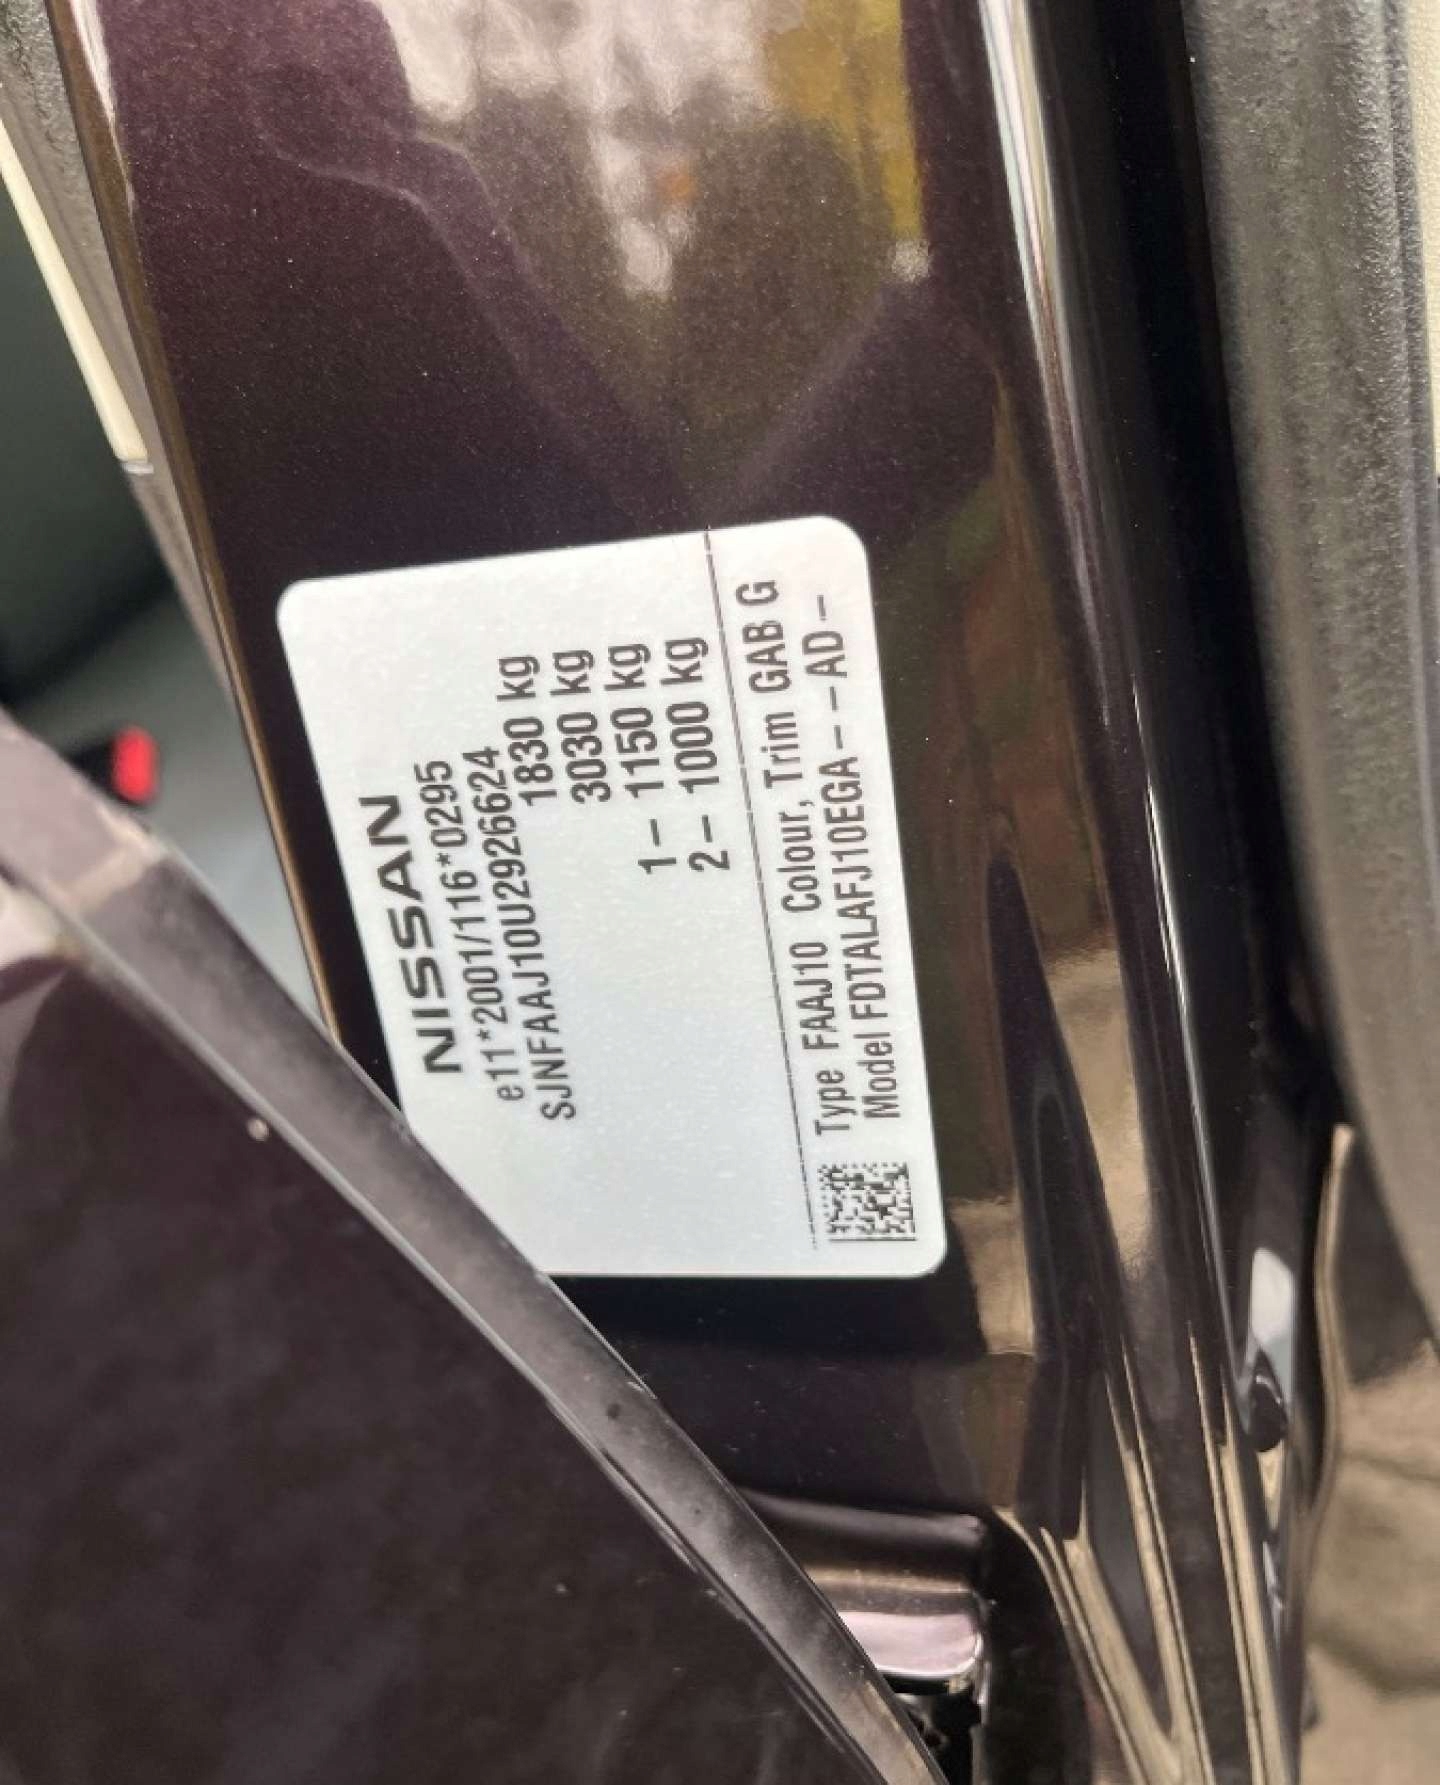 NISSAN
e11*2001/116*0295
SJNFAAJ10U2926624
1830 kg
3030 kg
1– 1150 kg
2– 1000 kg
Type FAAJ10 Colour, Trim GAB G
Model FDTALAFJ10EGA – – AD –